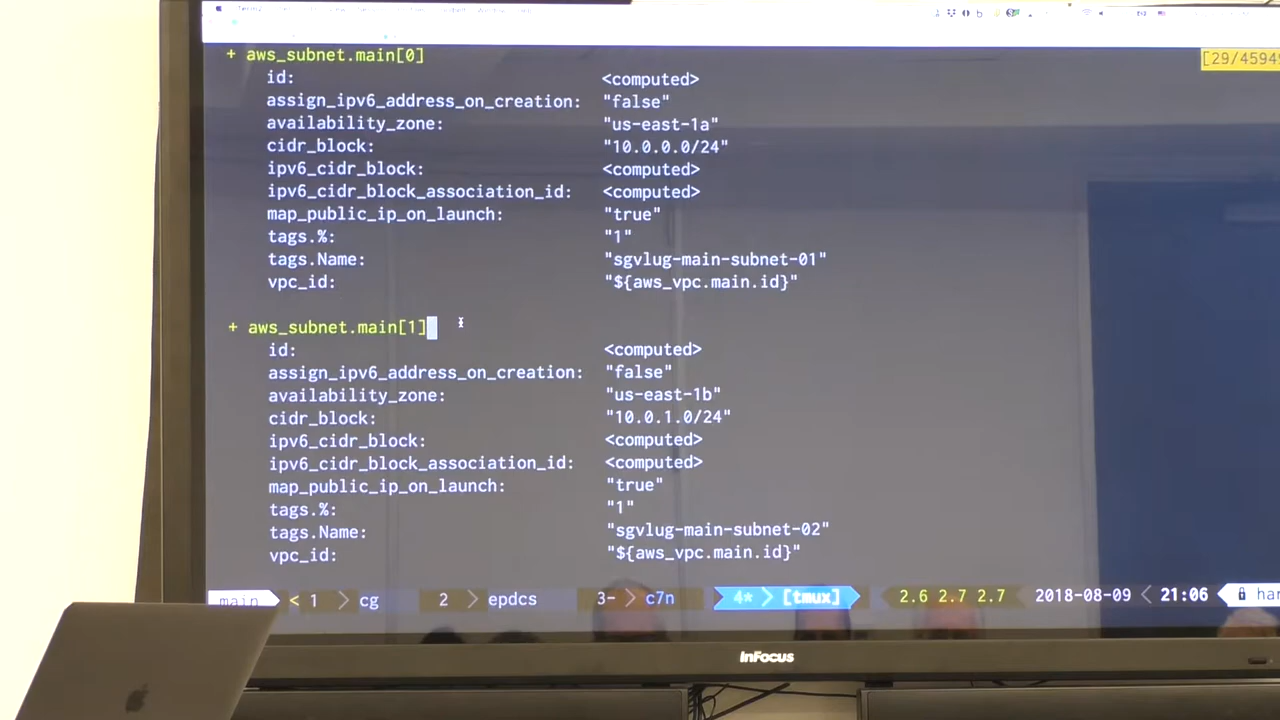 + aws_subnet.main[0]
[29/4594
id: <computed>
assign_ipv6_address_on_creation: "false"
availability_zone: "us-east-1a"
cidr_block: "10.0.0.0/24"
ipv6_cidr_block: <computed>
ipv6_cidr_block_association_id: <computed>
map_public_ip_on_launch: "true"
tags.%: "1"
tags.Name: "sgvlug-main-subnet-01"
vpc_id: "${aws_vpc.main.id}"
+ aws_subnet.main[1]
id: <computed>
assign_ipv6_address_on_creation: "false"
availability_zone: "us-east-1b"
cidr_block: "10.0.1.0/24"
ipv6_cidr_block: <computed>
ipv6_cidr_block_association_id: <computed>
map_public_ip_on_launch: "true"
tags.%: "1"
tags.Name: "sgvlug-main-subnet-02"
vpc_id: "${aws_vpc.main.id}"
main < 1 > cg 2 > epdcs 3- > c7n 4* > [tmux] 2.6 2.7 2.7 2018-08-09 < 21:06 har
InFocus